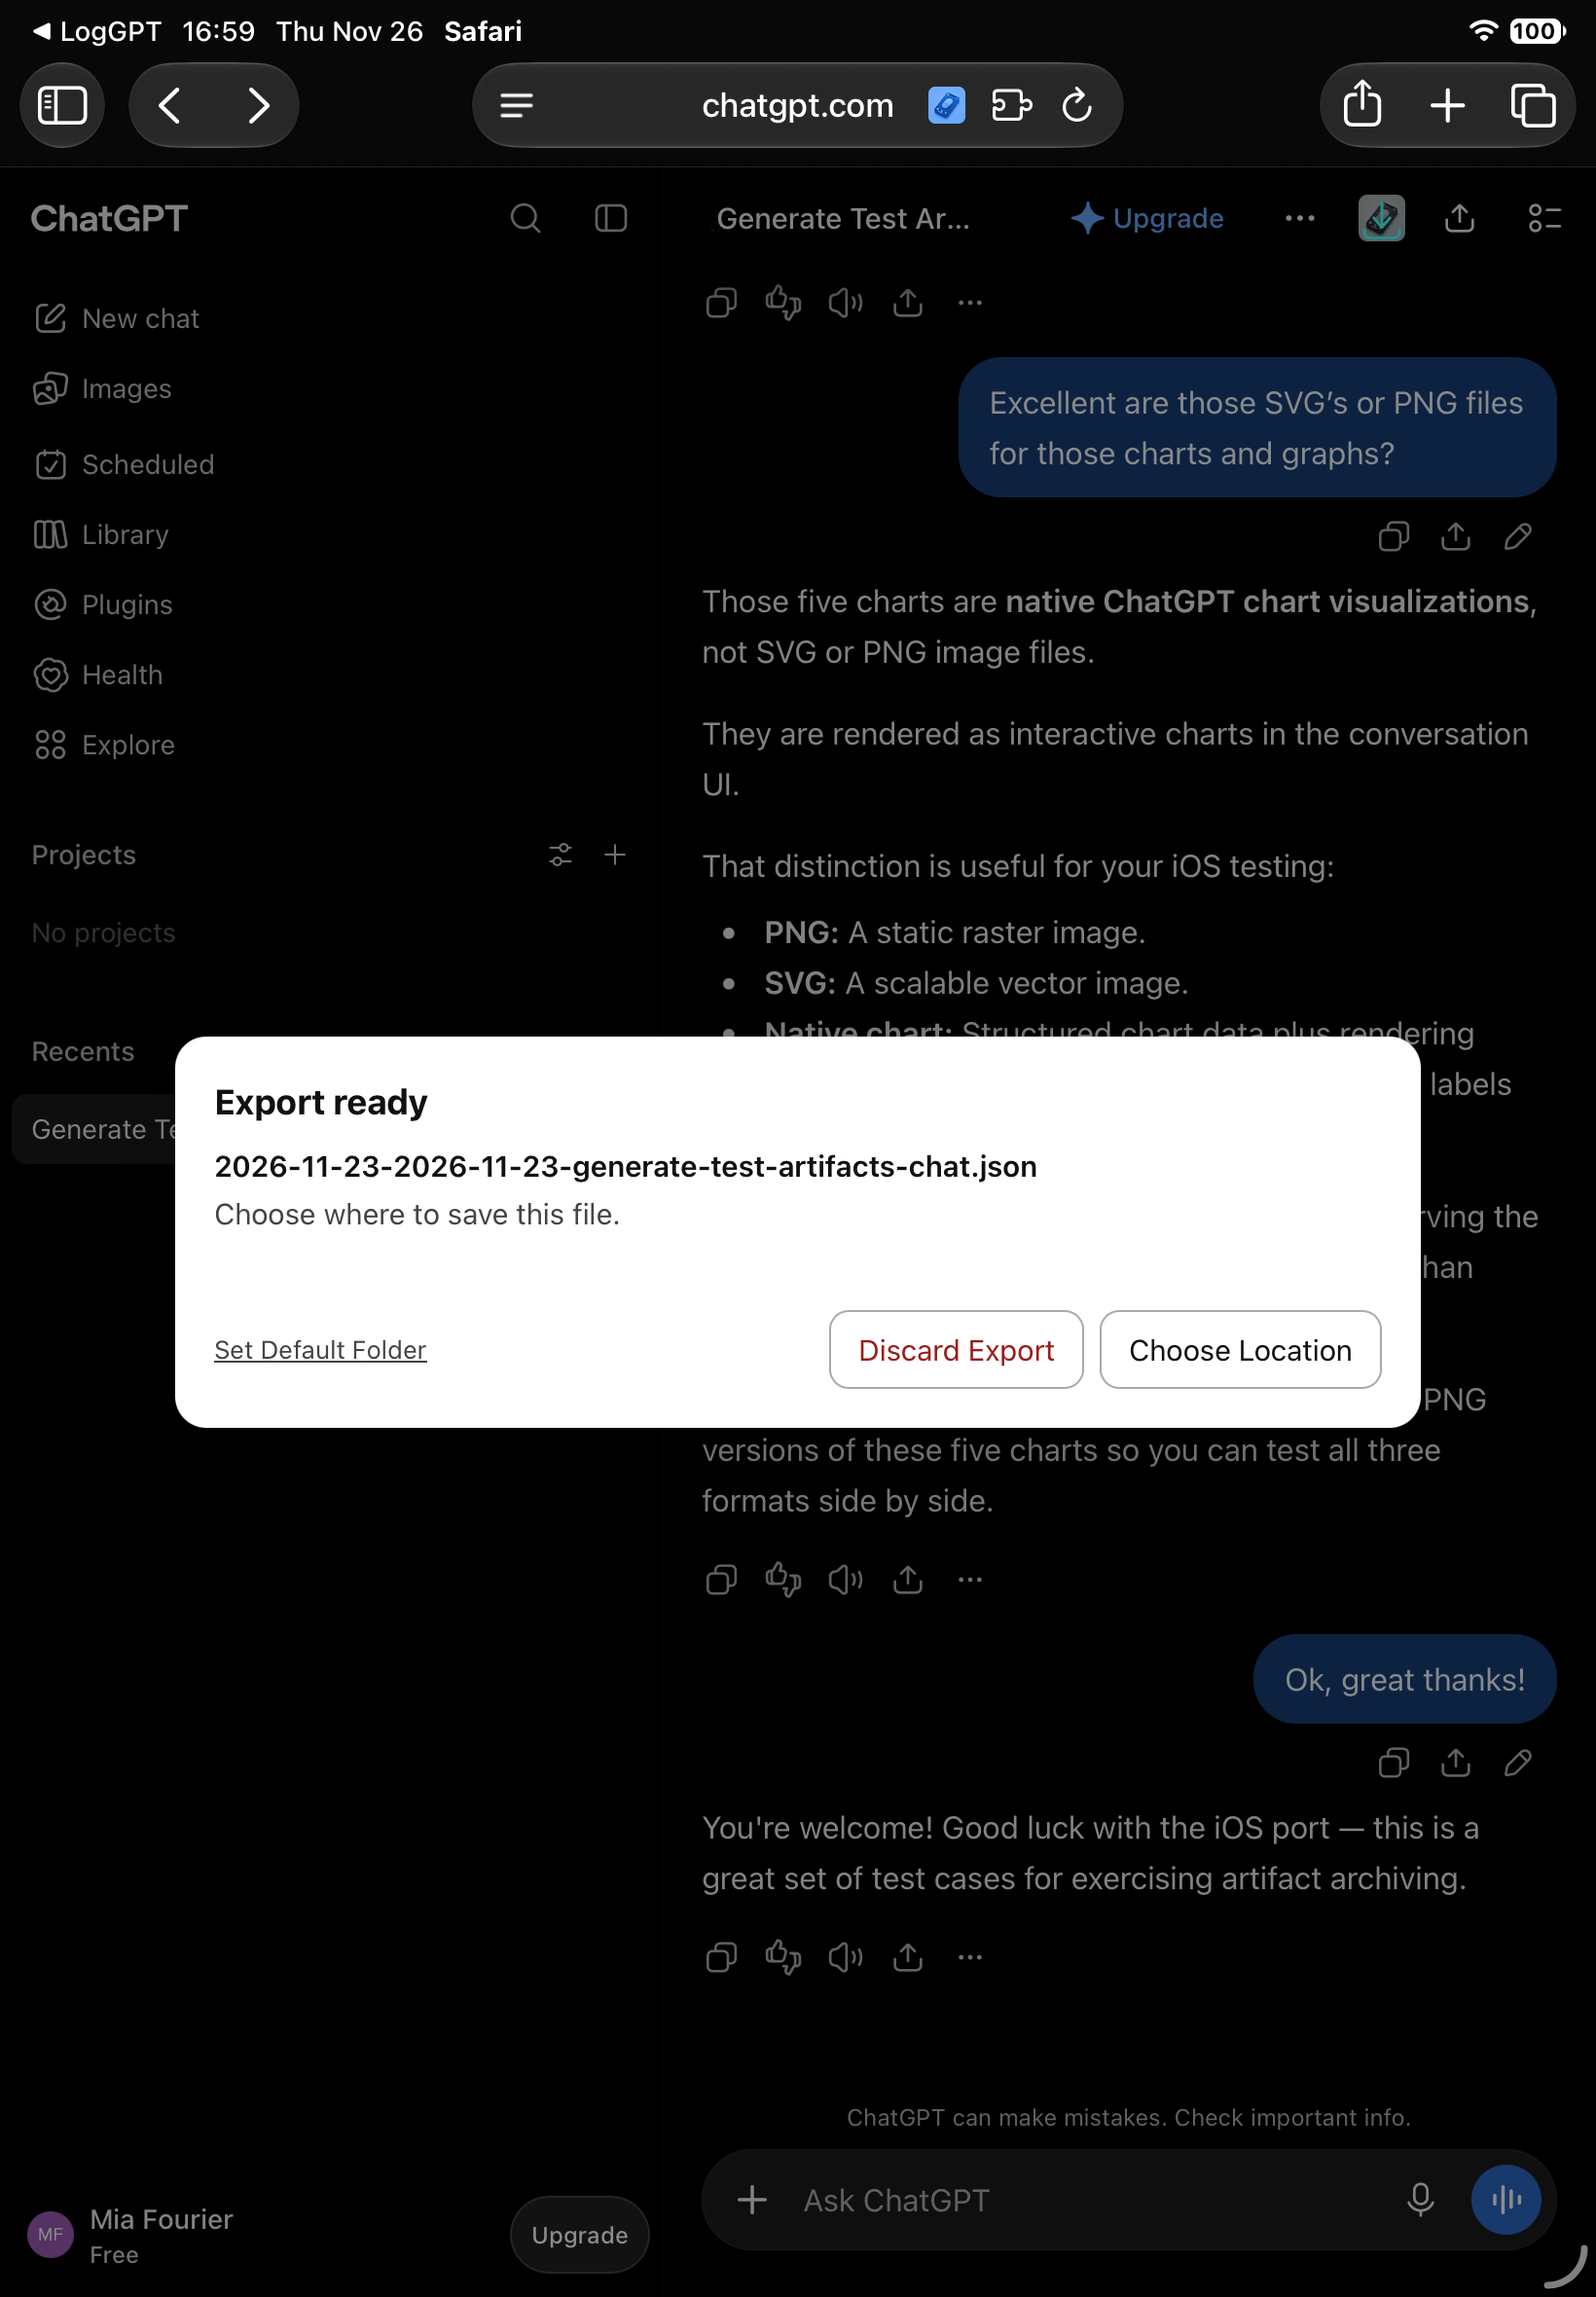 ◀ LogGPT 16:59 Thu Nov 26 Safari
100
chatgpt.com
ChatGPT
New chat
Images
Scheduled
Library
Plugins
Health
Explore
Projects
No projects
Recents
Generate Te
Generate Test Ar...
Upgrade
Excellent are those SVG’s or PNG files
for those charts and graphs?
Those five charts are native ChatGPT chart visualizations,
not SVG or PNG image files.
They are rendered as interactive charts in the conversation
UI.
That distinction is useful for your iOS testing:
• PNG: A static raster image.
• SVG: A scalable vector image.
• Native chart: Structured chart data plus rendering
labels
rving the
han
PNG
versions of these five charts so you can test all three
formats side by side.
Export ready
2026-11-23-2026-11-23-generate-test-artifacts-chat.json
Choose where to save this file.
Set Default Folder
Discard Export
Choose Location
Ok, great thanks!
You're welcome! Good luck with the iOS port — this is a
great set of test cases for exercising artifact archiving.
ChatGPT can make mistakes. Check important info.
Ask ChatGPT
MF
Mia Fourier
Free
Upgrade